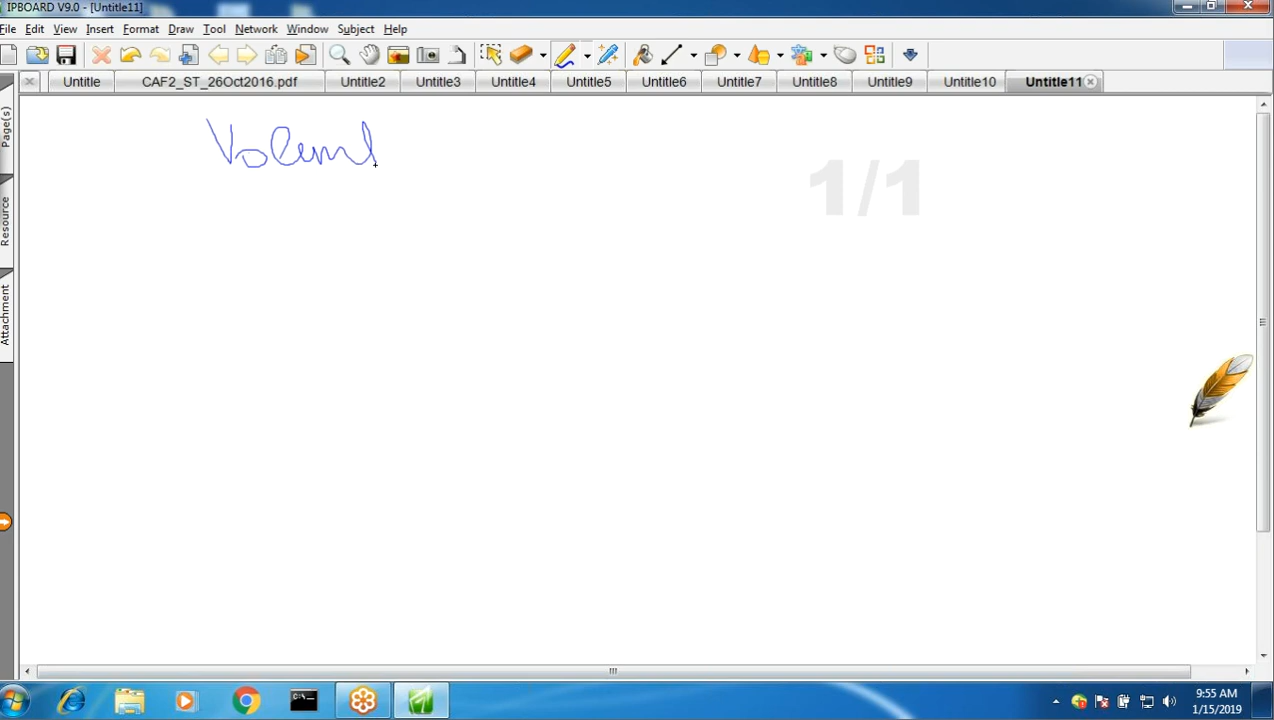 IPBOARD V9.0 - [Untitle11]
File Edit View Insert Format Draw Tool Network Window Subject Help
Untitle CAF2_ST_26Oct2016.pdf Untitle2 Untitle3 Untitle4 Untitle5 Untitle6 Untitle7 Untitle8 Untitle9 Untitle10 Untitle11
Page(s)
Resource
Attachment
1/1
9:55 AM
1/15/2019